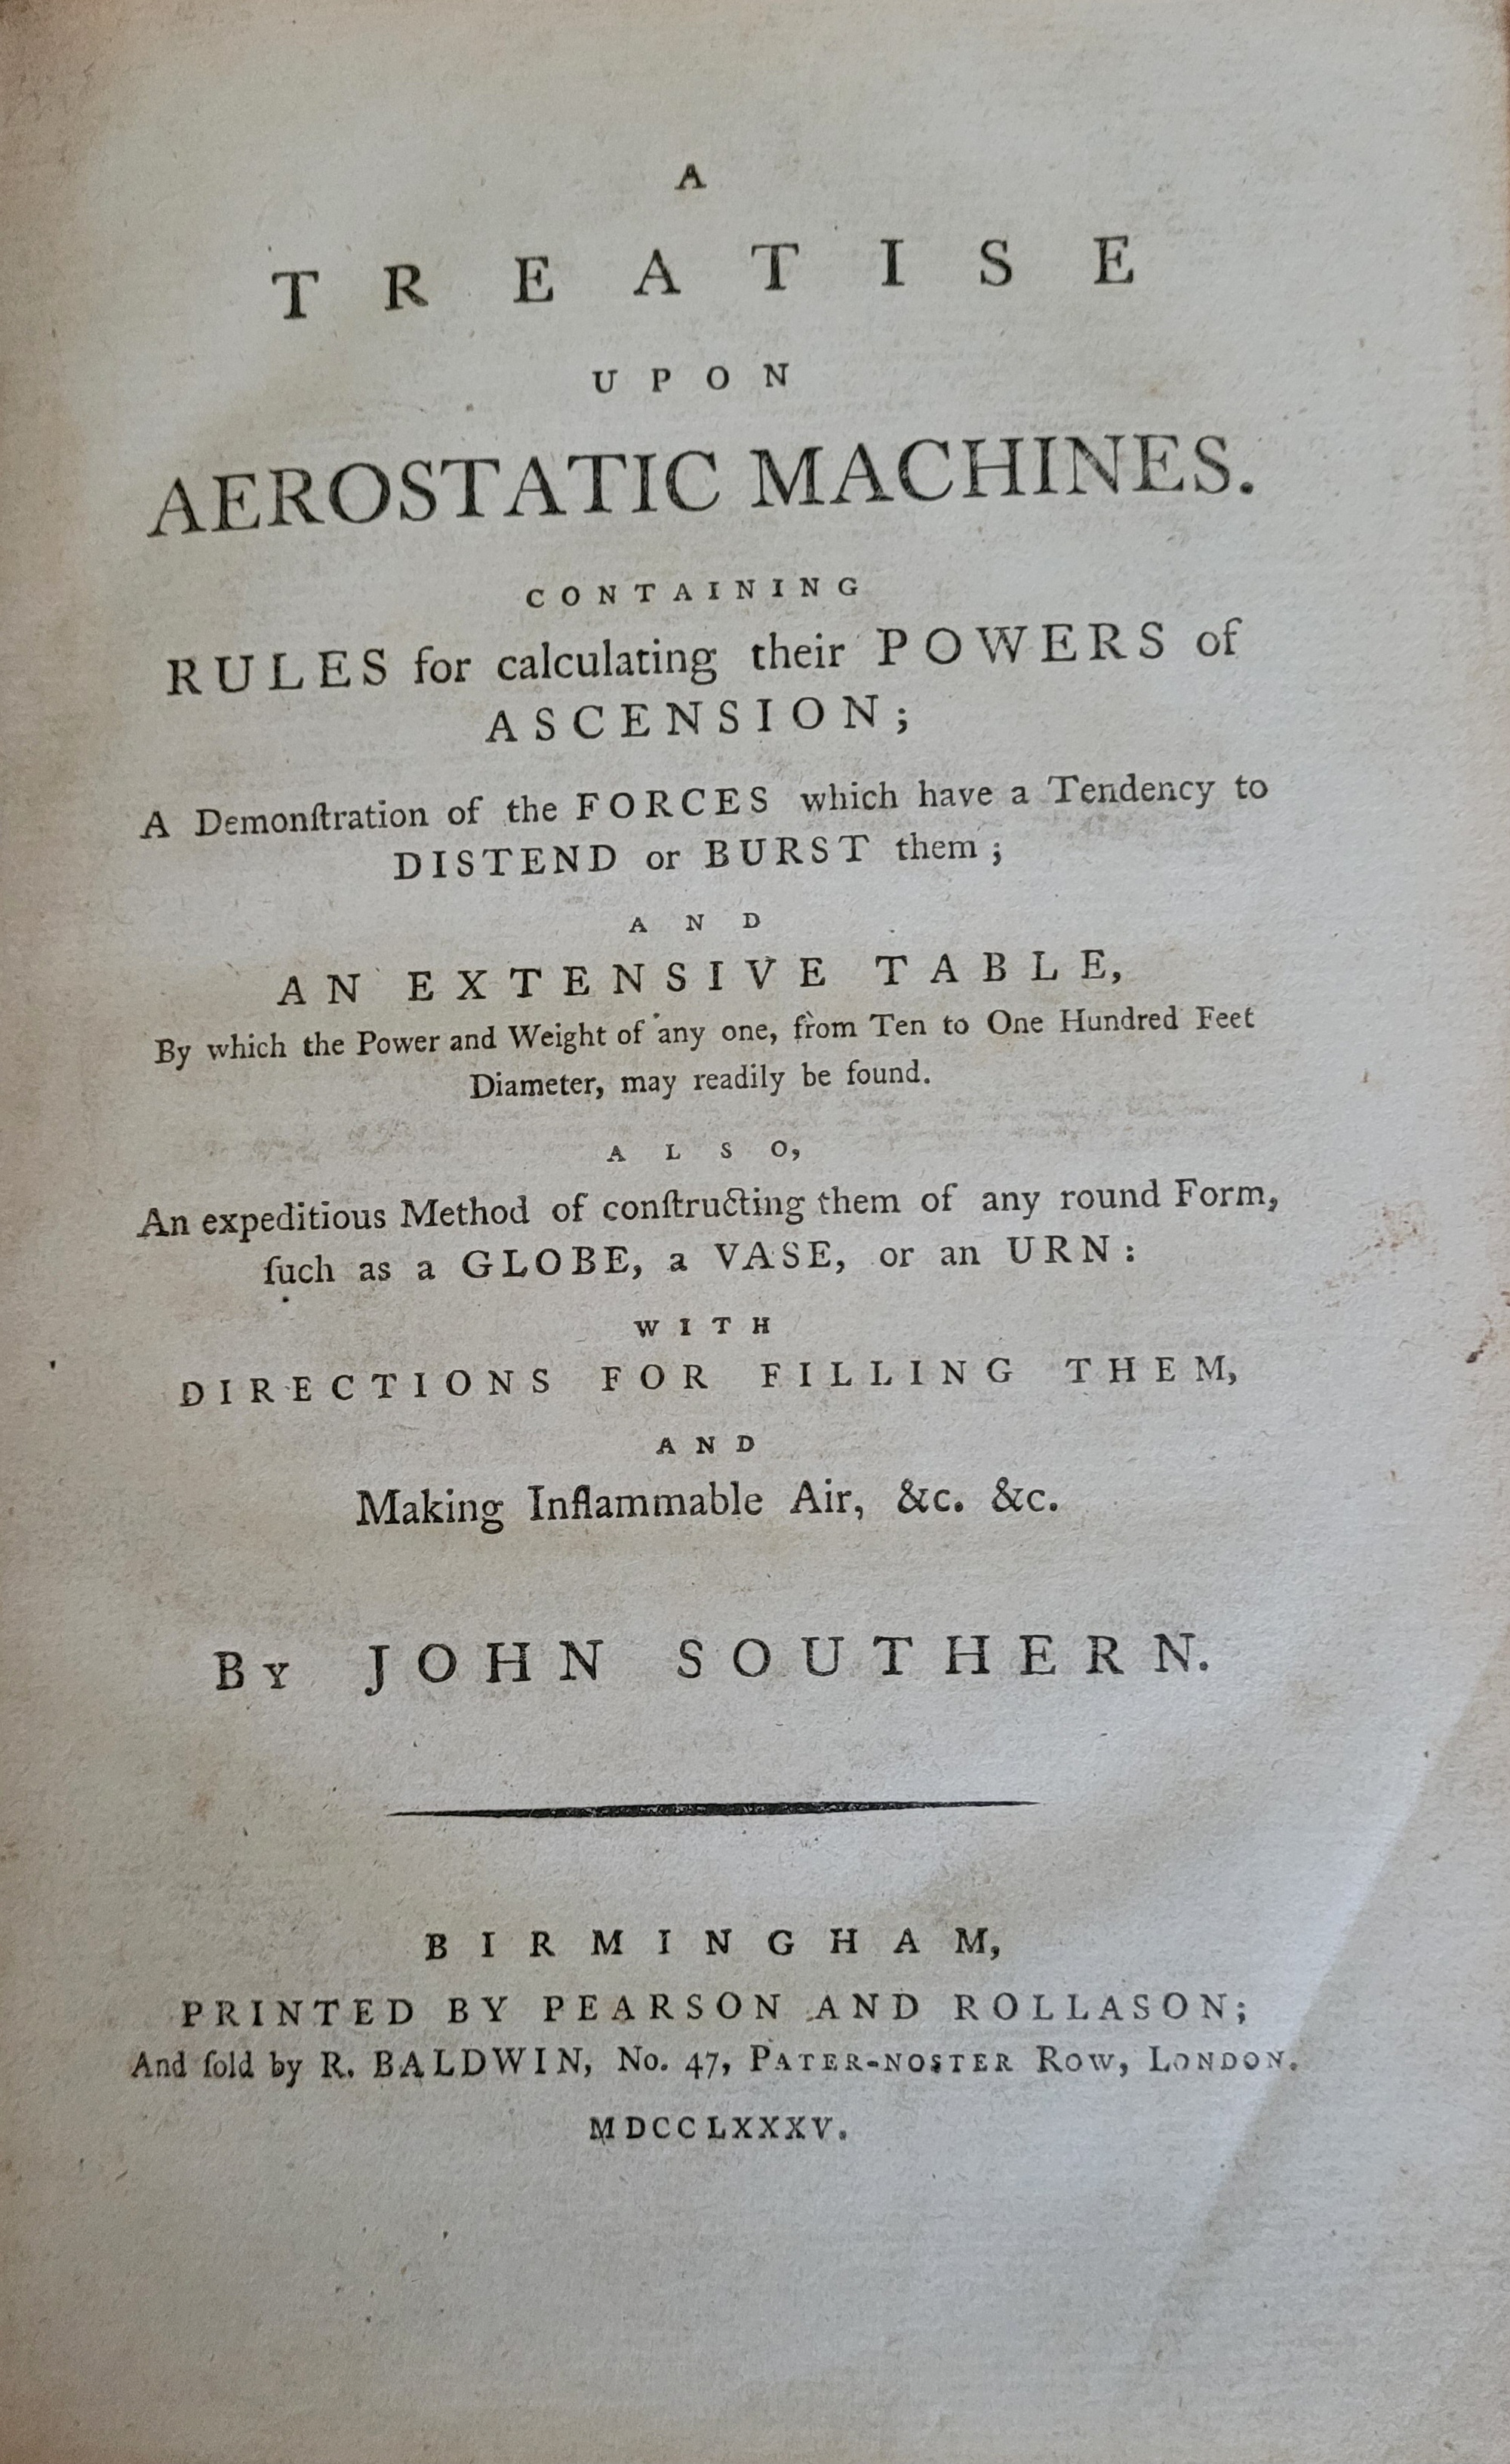 A
TREATISE
UPON
AEROSTATIC MACHINES.
CONTAINING
RULES for calculating their POWERS of
ASCENSION;
A Demonſtration of the FORCES which have a Tendency to
DISTEND or BURST them;
AND
AN EXTENSIVE TABLE,
By which the Power and Weight of any one, from Ten to One Hundred Feet
Diameter, may readily be found.
ALSO,
An expeditious Method of conſtructing them of any round Form,
ſuch as a GLOBE, a VASE, or an URN:
WITH
DIRECTIONS FOR FILLING THEM,
AND
Making Inflammable Air, &c. &c.
BY JOHN SOUTHERN.
BIRMINGHAM,
PRINTED BY PEARSON AND ROLLASON;
And ſold by R. BALDWIN, No. 47, PATER-NOSTER ROW, LONDON.
MDCCLXXXV.